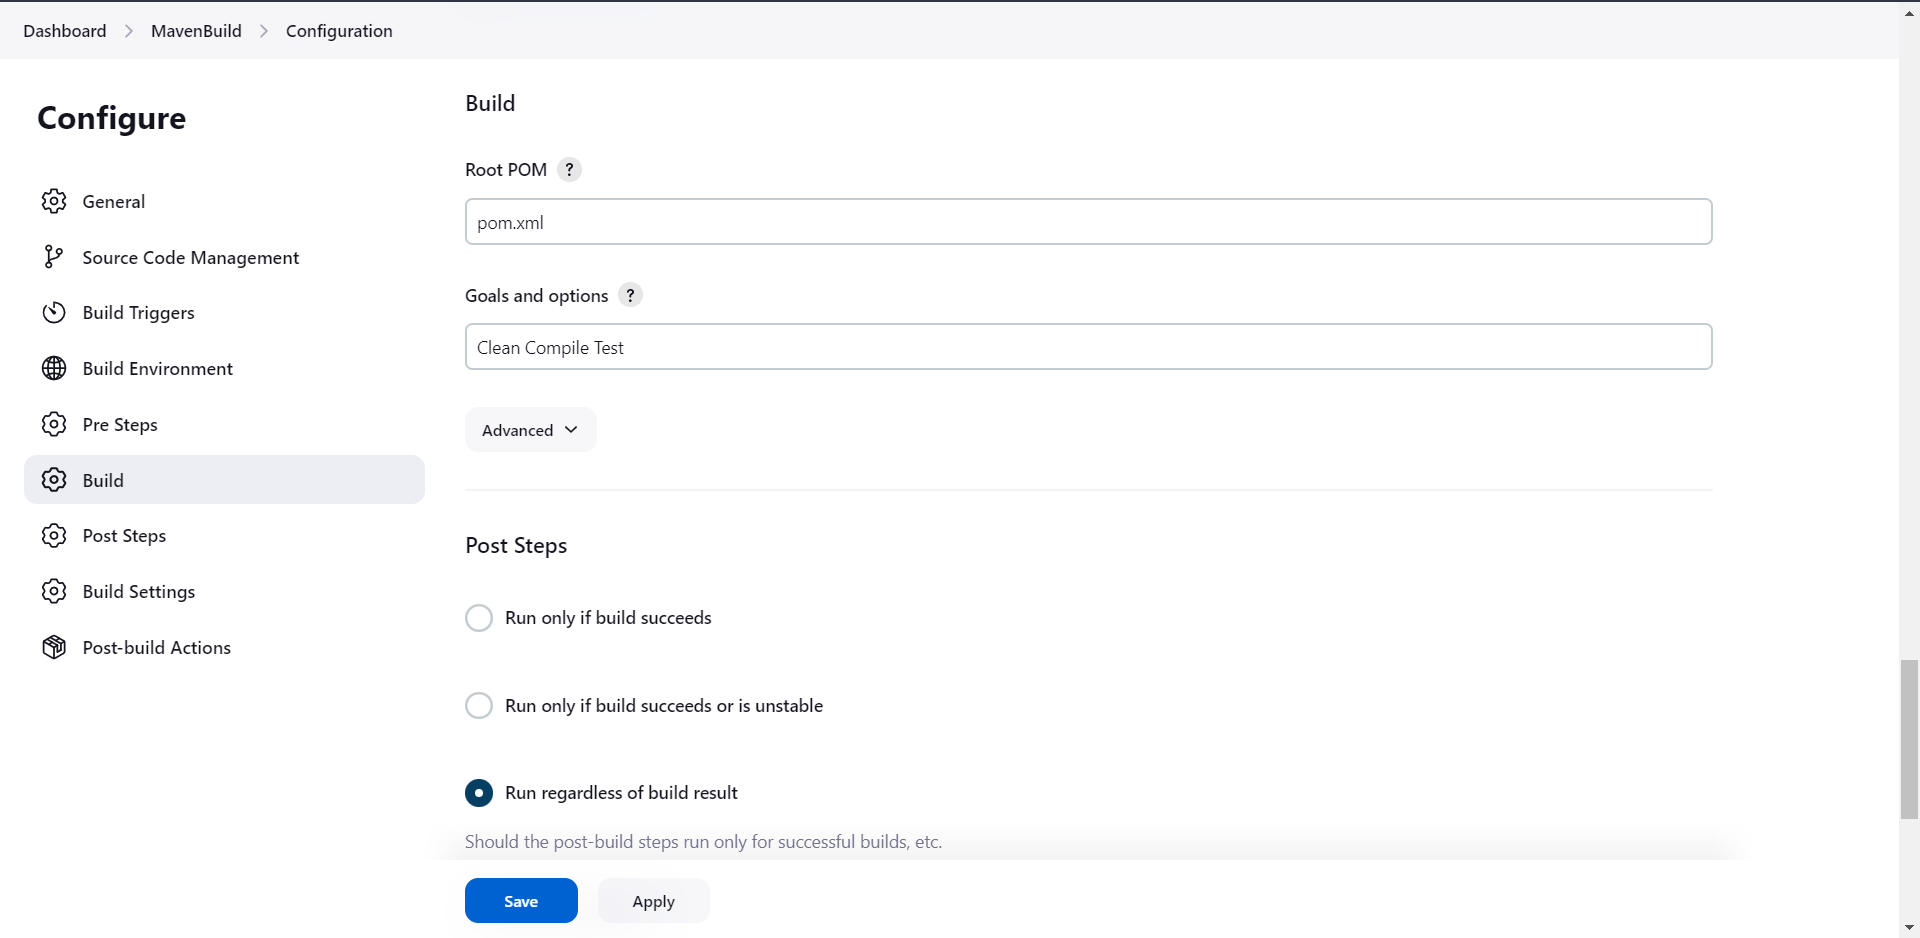 Dashboard > MavenBuild > Configuration
Configure
General
Source Code Management
Build Triggers
Build Environment
Pre Steps
Build
Post Steps
Build Settings
Post-build Actions
Build
Root POM ?
pom.xml
Goals and options ?
Clean Compile Test
Advanced
Post Steps
Run only if build succeeds
Run only if build succeeds or is unstable
Run regardless of build result
Should the post-build steps run only for successful builds, etc.
Save Apply